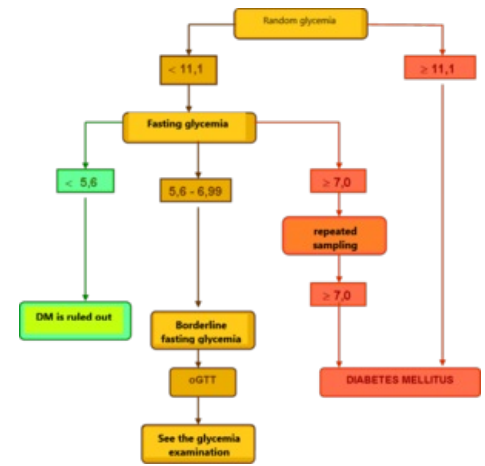 Random glycemia
< 11,1
≥ 11,1
Fasting glycemia
< 5,6
5,6 - 6,99
≥ 7,0
repeated
sampling
≥ 7,0
DM is ruled out
Borderline
fasting glycemia
oGTT
DIABETES MELLITUS
See the glycemia
examination